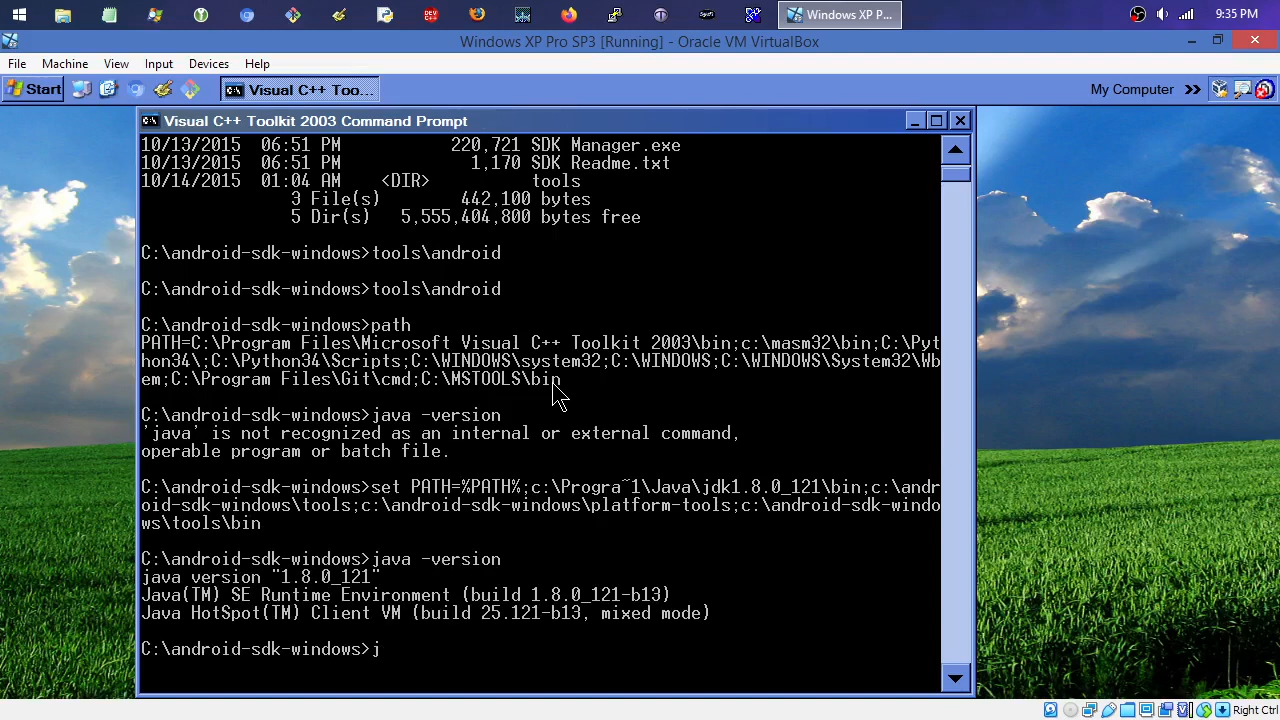 DEV C++
Windows XP P...
9:35 PM
Windows XP Pro SP3 [Running] - Oracle VM VirtualBox
File Machine View Input Devices Help
Start
Visual C++ Too...
My Computer
Visual C++ Toolkit 2003 Command Prompt
10/13/2015 06:51 PM 220,721 SDK Manager.exe
10/13/2015 06:51 PM 1,170 SDK Readme.txt
10/14/2015 01:04 AM <DIR> tools
3 File(s) 442,100 bytes
5 Dir(s) 5,555,404,800 bytes free
C:\android-sdk-windows>tools\android
C:\android-sdk-windows>tools\android
C:\android-sdk-windows>path
PATH=C:\Program Files\Microsoft Visual C++ Toolkit 2003\bin;c:\masm32\bin;C:\Pyt
hon34\;C:\Python34\Scripts;C:\WINDOWS\system32;C:\WINDOWS;C:\WINDOWS\System32\Wb
em;C:\Program Files\Git\cmd;C:\MSTOOLS\bin
C:\android-sdk-windows>java -version
'java' is not recognized as an internal or external command,
operable program or batch file.
C:\android-sdk-windows>set PATH=%PATH%;c:\Progra~1\Java\jdk1.8.0_121\bin;c:\andr
oid-sdk-windows\tools;c:\android-sdk-windows\platform-tools;c:\android-sdk-windo
ws\tools\bin
C:\android-sdk-windows>java -version
java version "1.8.0_121"
Java(TM) SE Runtime Environment (build 1.8.0_121-b13)
Java HotSpot(TM) Client VM (build 25.121-b13, mixed mode)
C:\android-sdk-windows>j
Right Ctrl